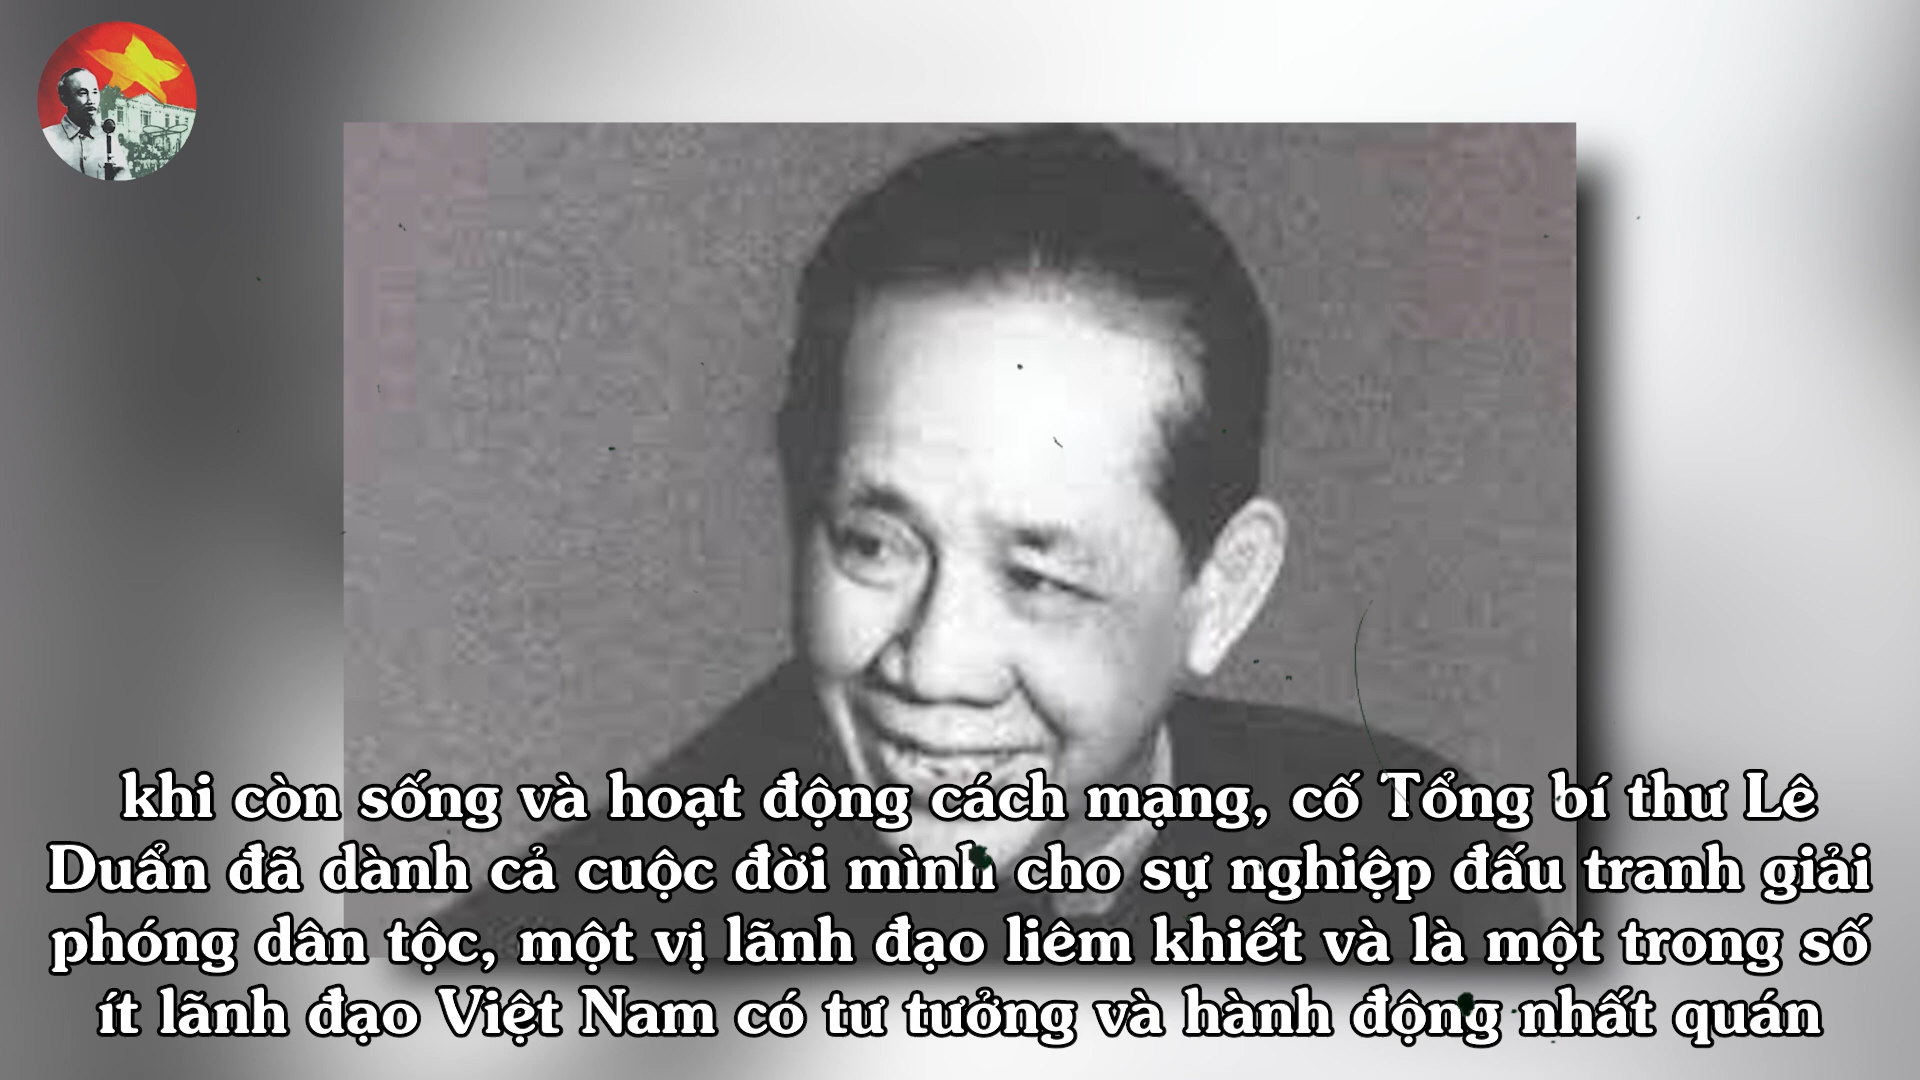 khi còn sống và hoạt động cách mạng, cố Tổng bí thư Lê
Duẩn đã dành cả cuộc đời mình cho sự nghiệp đấu tranh giải
phóng dân tộc, một vị lãnh đạo liêm khiết và là một trong số
ít lãnh đạo Việt Nam có tư tưởng và hành động nhất quán